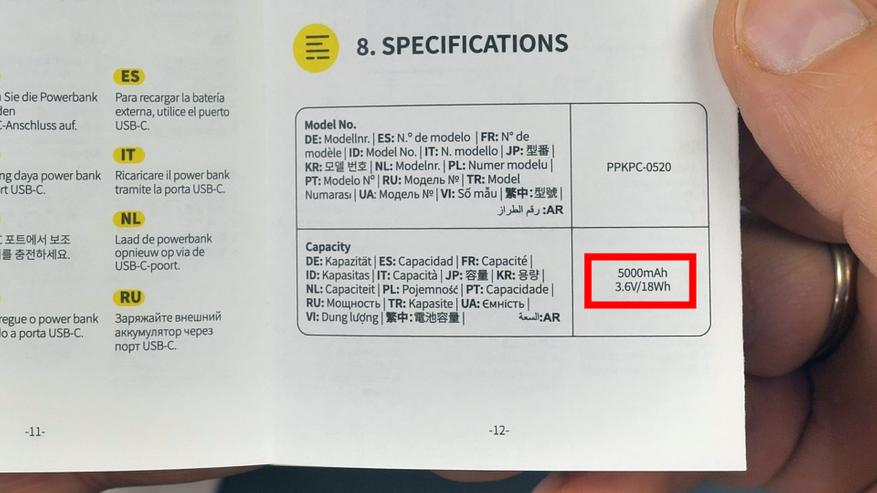 Sie die Powerbank
den
-Anschluss auf.
ng daya power bank
rt USB-C.
포트에서 보조
를 충전하세요.
regue o power bank
do a porta USB-C.
-11-
ES
Para recargar la batería
externa, utilice el puerto
USB-C.
IT
Ricaricare il power bank
tramite la porta USB-C.
NL
Laad de powerbank
opnieuw op via de
USB-C-poort.
RU
Заряжайте внешний
аккумулятор через
порт USB-C.
8. SPECIFICATIONS
Model No.
DE: Modellnr. | ES: N.º de modelo | FR: N° de
modèle | ID: Model No. | IT: N. modello | JP: 型番 |
KR: 모델 번호 | NL: Modelnr. | PL: Numer modelu |
PT: Modelo Nº | RU: Модель № | TR: Model
Numarası | UA: Модель № | VI: Số mẫu | 繁中: 型號 |
AR: رقم الطراز
PPKPC-0520
Capacity
DE: Kapazität | ES: Capacidad | FR: Capacité |
ID: Kapasitas | IT: Capacità | JP: 容量 | KR: 용량 |
NL: Capaciteit | PL: Pojemność | PT: Capacidade |
RU: Мощность | TR: Kapasite | UA: Ємність |
VI: Dung lượng | 繁中: 電池容量 | AR: السعة
5000mAh
3.6V/18Wh
-12-